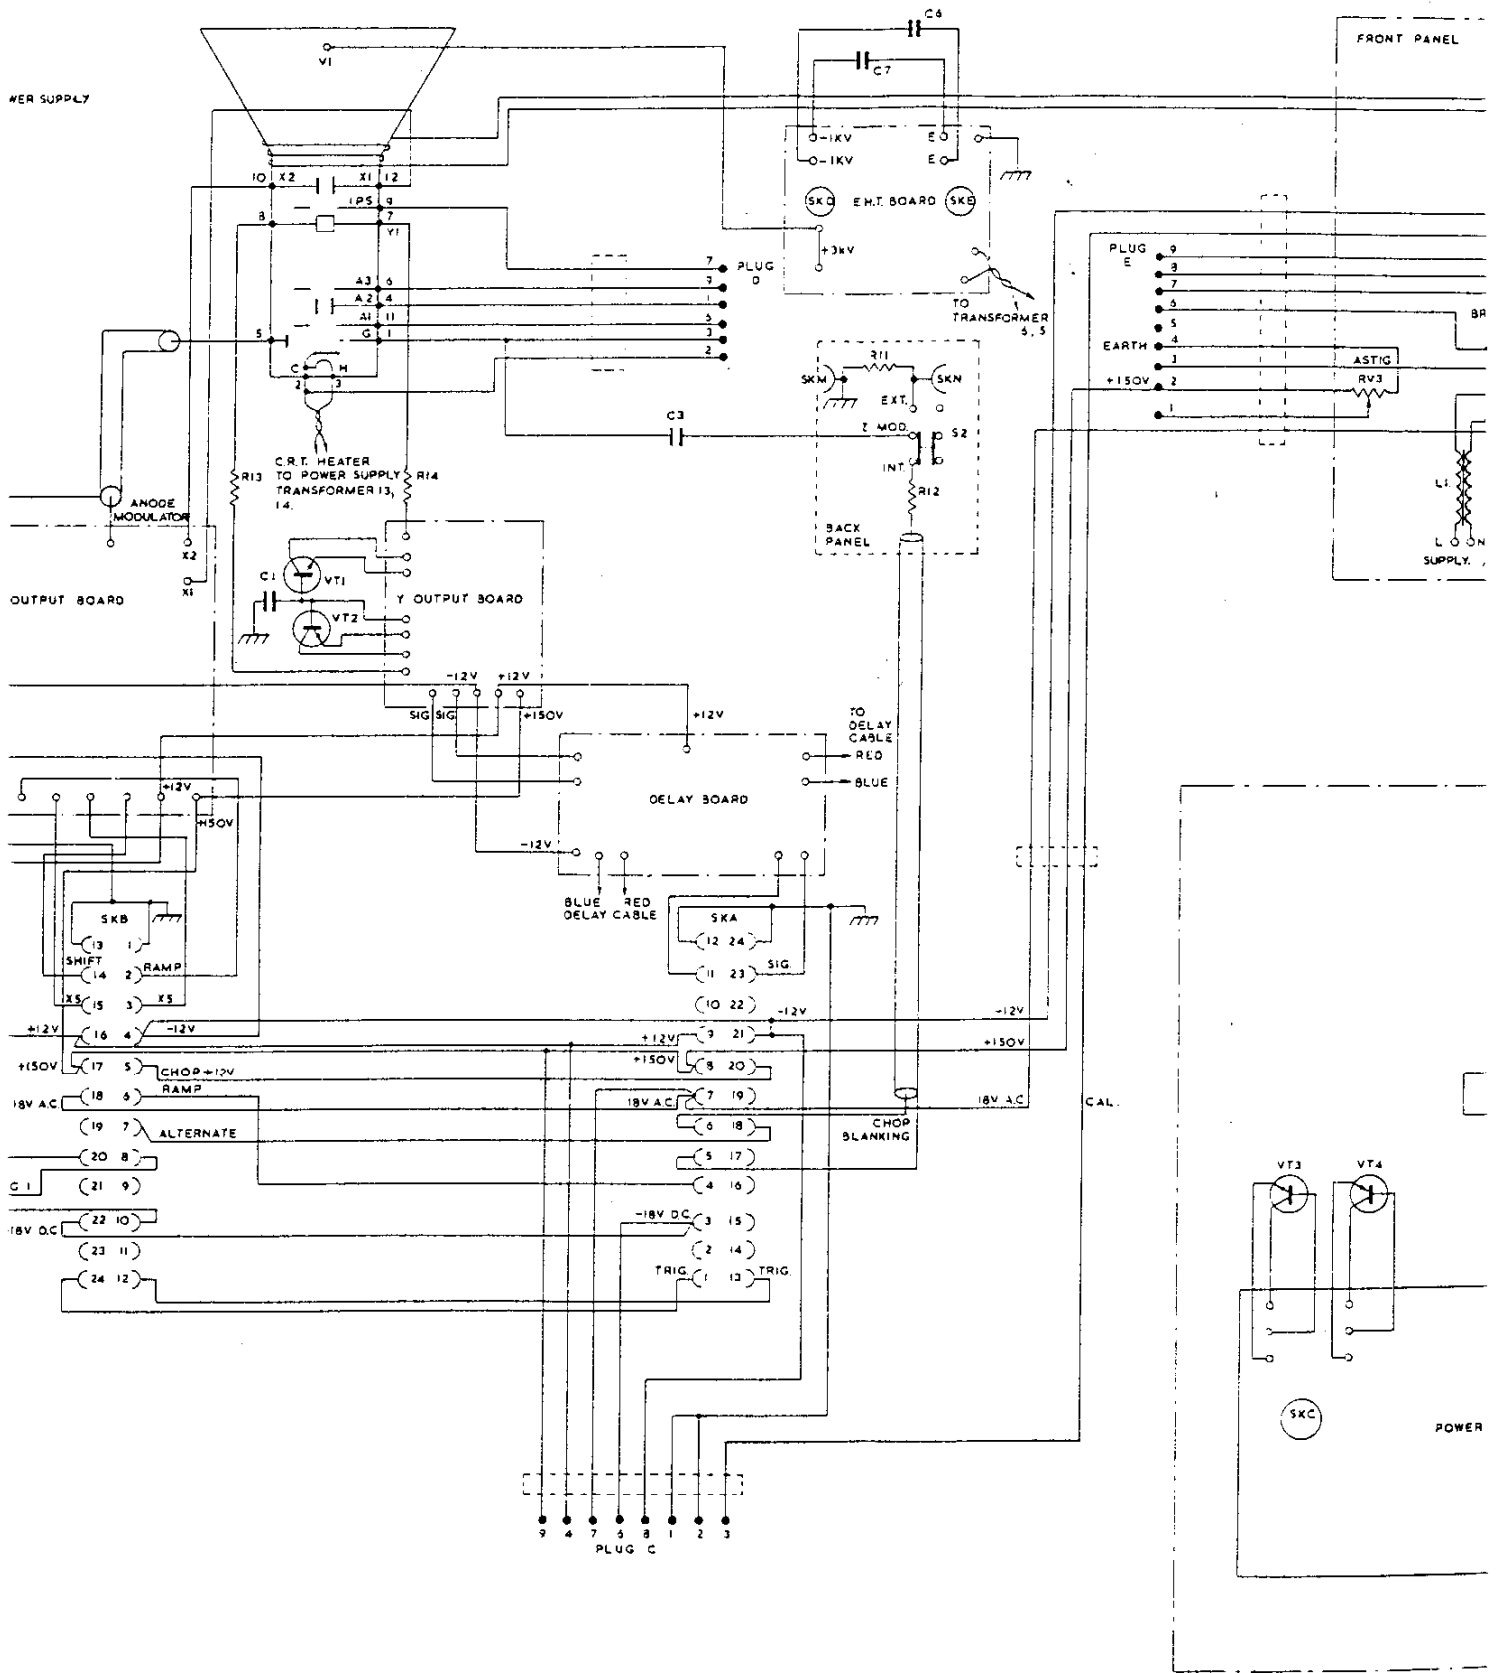 C6
FRONT PANEL
C7
V1
WER SUPPLY
-1KV E
-1KV E
10 X2 X1 12
SKD E.H.T. BOARD SKE
IPS 9
8 7
Y1
+3KV
PLUG
E
9
8
7
6
5
EARTH 4
3
+150V 2
1
7 PLUG
D
9
1
3
2
A3 6
A2 4
A1 11
5 G 1
TO
TRANSFORMER
6, 5
BR
ASTIG
RV3
R11
SKM SKN
EXT.
C H
2 3
C3
Z MOD. S2
INT.
R12
C.R.T. HEATER
TO POWER SUPPLY
TRANSFORMER 13,
14.
R13
R14
L1
ANODE
MODULATOR
BACK
PANEL
X2
X1
L N
SUPPLY.
C1
VT1
VT2
OUTPUT BOARD
Y OUTPUT BOARD
-12V +12V
SIG. SIG.
+150V
+12V
TO
DELAY
CABLE
RED
BLUE
DELAY BOARD
+12V
+150V
-12V
BLUE RED
DELAY CABLE
SKB
SKA
13 1
12 24
SHIFT
14 2 RAMP
11 23 SIG.
X5 15 3 X5
10 22
+12V 16 4 -12V
+12V 9 21 -12V
-12V
+150V 17 5 CHOP +12V
+150V 8 20
+150V
RAMP
18V A.C. 18 6
18V A.C. 7 19
18V A.C.
CAL.
19 7 ALTERNATE
6 18
CHOP
BLANKING
20 8
5 17
G 1
21 9
4 16
VT3 VT4
-18V D.C. 22 10
-18V D.C. 3 15
23 11
2 14
24 12
TRIG. 1 13 TRIG.
SKC
POWER
9 4 7 6 8 1 2 3
PLUG C